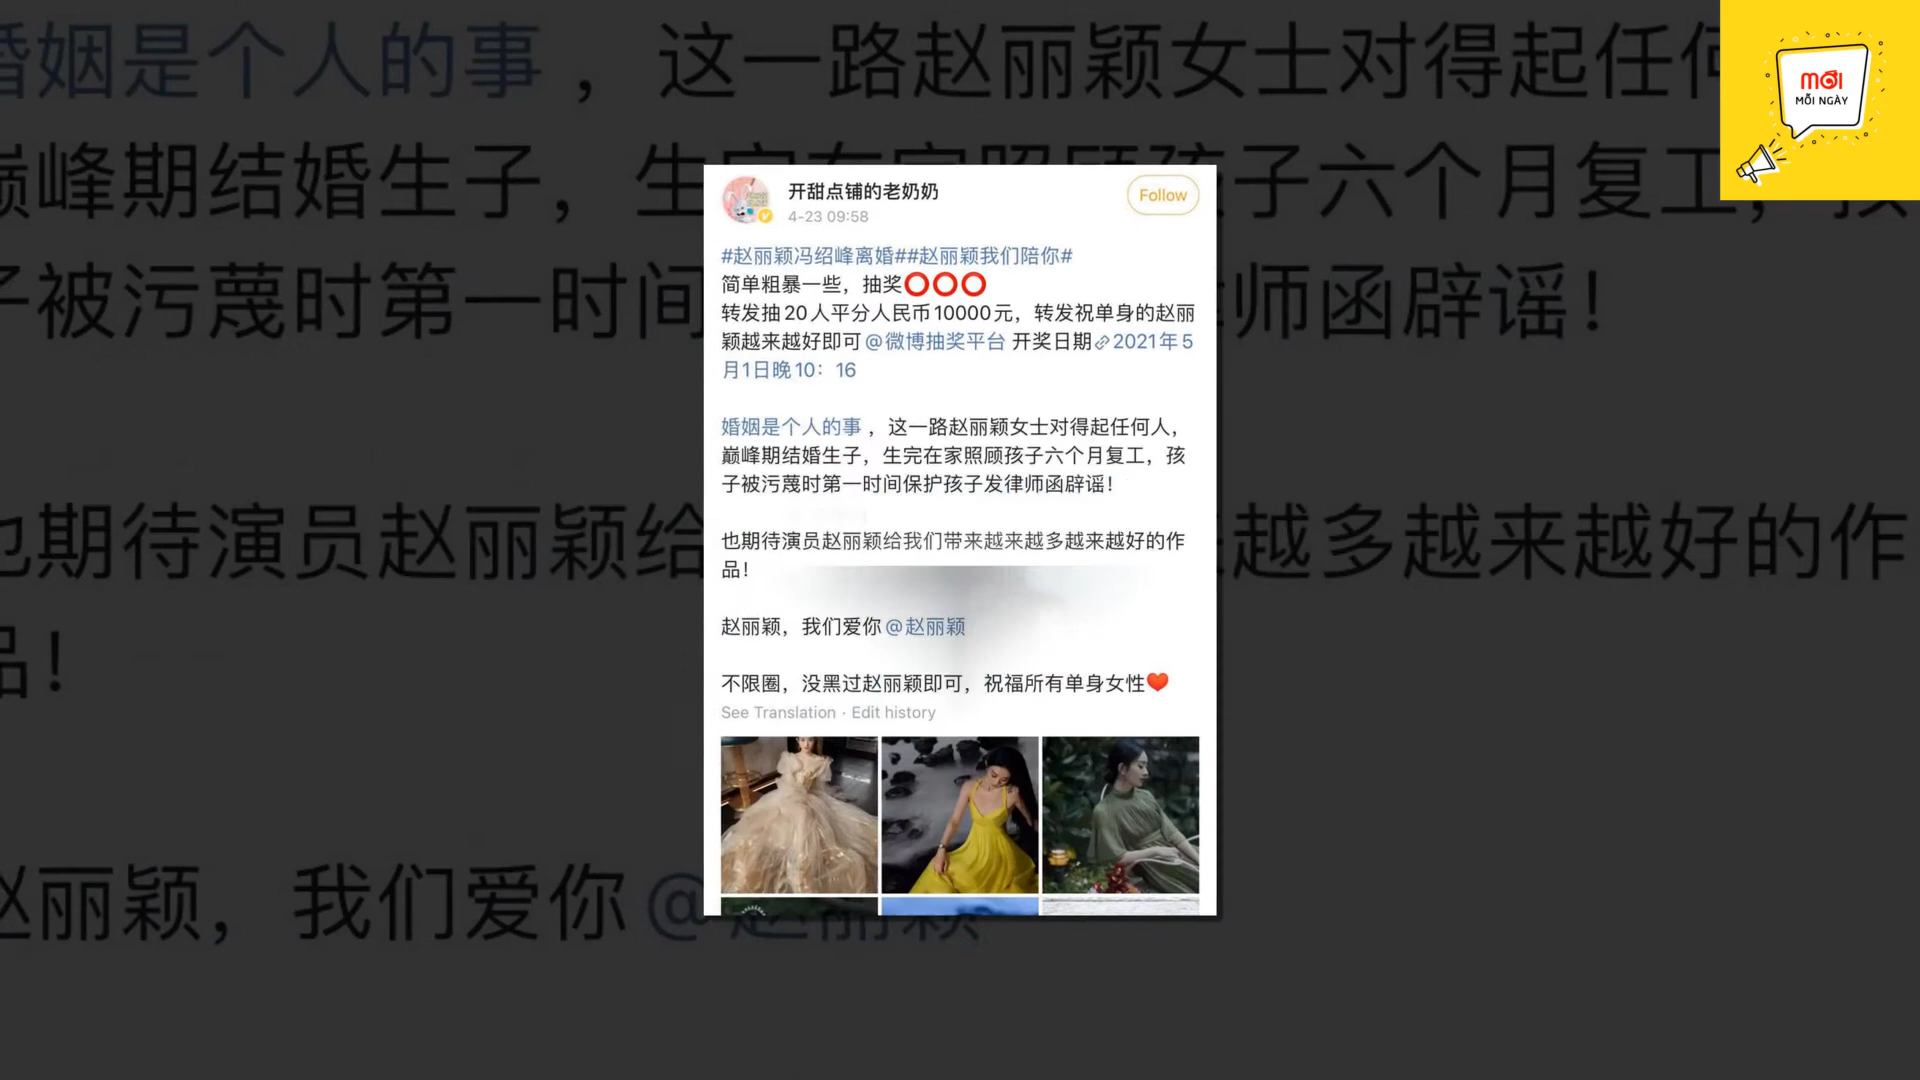 婚姻是个人的事，这一路赵丽颖女士对得起任何
巅峰期结婚生子，生完在家照顾孩子六个月复工，孩
子被污蔑时第一时间
律师函辟谣！
也期待演员赵丽颖给
越多越来越好的作
品！
赵丽颖，我们爱你@赵丽颖
mới
MỖI NGÀY
开甜点铺的老奶奶
4-23 09:58
Follow
#赵丽颖冯绍峰离婚##赵丽颖我们陪你#
简单粗暴一些，抽奖⭕⭕⭕
转发抽20人平分人民币10000元，转发祝单身的赵丽
颖越来越好即可@微博抽奖平台 开奖日期2021年5
月1日晚10：16
婚姻是个人的事，这一路赵丽颖女士对得起任何人，
巅峰期结婚生子，生完在家照顾孩子六个月复工，孩
子被污蔑时第一时间保护孩子发律师函辟谣！
也期待演员赵丽颖给我们带来越来越多越来越好的作
品！
赵丽颖，我们爱你@赵丽颖
不限圈，没黑过赵丽颖即可，祝福所有单身女性❤️
See Translation · Edit history